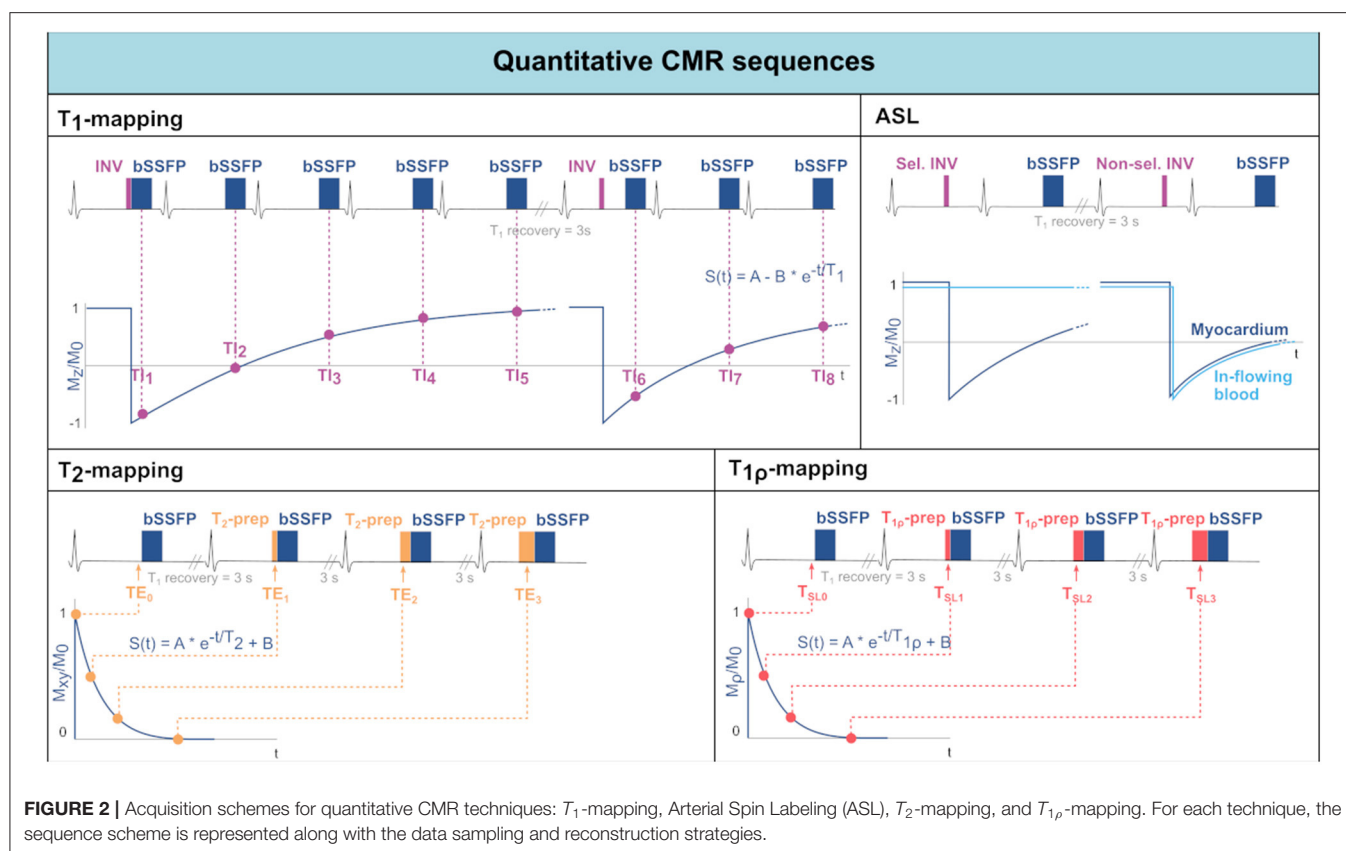 Quantitative CMR sequences
T1-mapping
INV bSSFP bSSFP bSSFP bSSFP bSSFP INV bSSFP bSSFP bSSFP
T1 recovery = 3s
S(t) = A - B * e-t/T1
1
Mz/M0
-1
TI1 TI2 TI3 TI4 TI5 TI6 TI7 TI8 t
ASL
Sel. INV bSSFP Non-sel. INV bSSFP
T1 recovery = 3s
1
Mz/M0
-1
Myocardium
t
In-flowing
blood
T2-mapping
bSSFP T2-prep bSSFP T2-prep bSSFP T2-prep bSSFP
T1 recovery = 3 s 3 s 3 s
TE0 TE1 TE2 TE3
1
S(t) = A * e-t/T2 + B
Mxy/M0
0
t
T1ρ-mapping
bSSFP T1ρ-prep bSSFP T1ρ-prep bSSFP T1ρ-prep bSSFP
T1 recovery = 3 s 3 s 3 s
TSL0 TSL1 TSL2 TSL3
1
S(t) = A * e-t/T1ρ + B
Mρ/M0
0
t
FIGURE 2 | Acquisition schemes for quantitative CMR techniques: T1-mapping, Arterial Spin Labeling (ASL), T2-mapping, and T1ρ-mapping. For each technique, the
sequence scheme is represented along with the data sampling and reconstruction strategies.